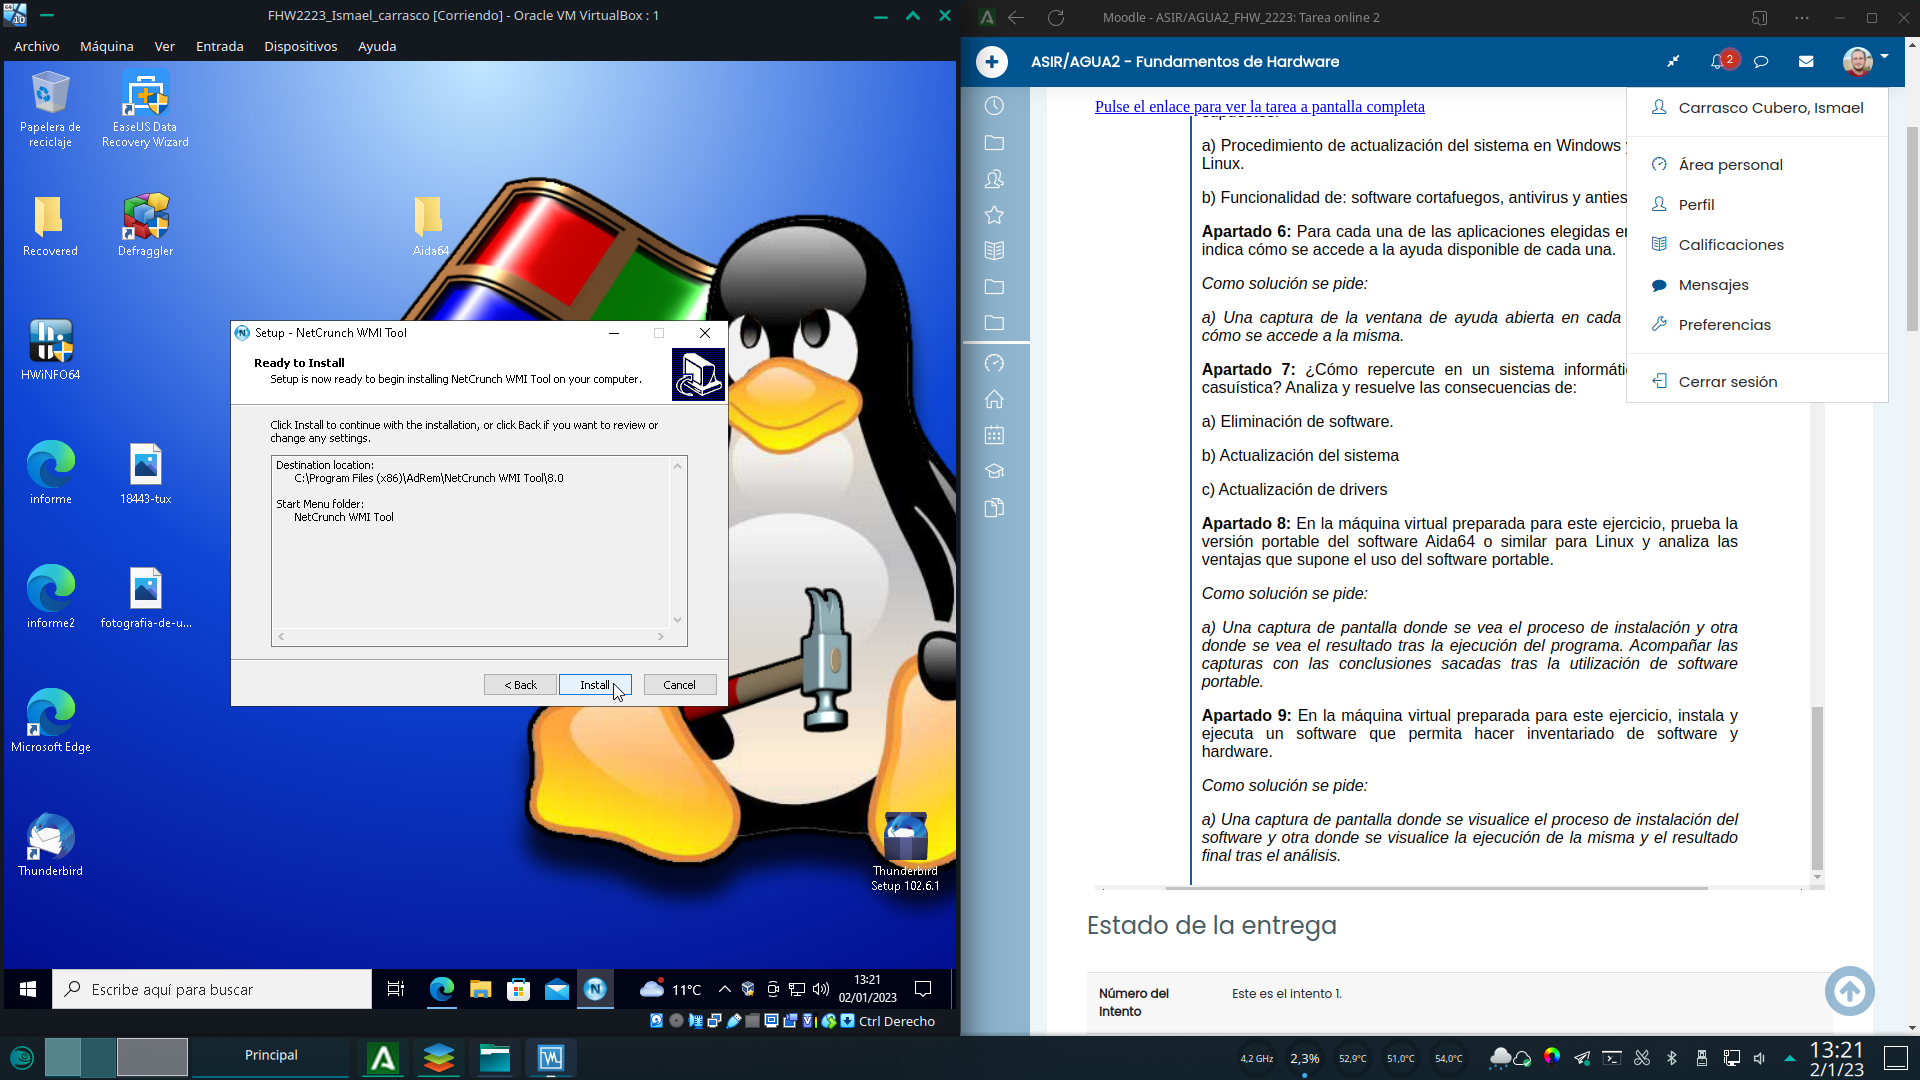 FHW2223_Ismael_carrasco [Corriendo] - Oracle VM VirtualBox : 1
Archivo Máquina Ver Entrada Dispositivos Ayuda
Papelera de
reciclaje
EaseUS Data
Recovery Wizard
Recovered
Defraggler
Aida64
HWiNFO64
informe
18443-tux
informe2
fotografia-de-u...
Microsoft Edge
Thunderbird
Thunderbird
Setup 102.6.1
Setup - NetCrunch WMI Tool
Ready to Install
Setup is now ready to begin installing NetCrunch WMI Tool on your computer.
Click Install to continue with the installation, or click Back if you want to review or
change any settings.
Destination location:
C:\Program Files (x86)\AdRem\NetCrunch WMI Tool\8.0
Start Menu folder:
NetCrunch WMI Tool
< Back
Install
Cancel
Escribe aquí para buscar
11°C
13:21
02/01/2023
Ctrl Derecho
Moodle - ASIR/AGUA2_FHW_2223: Tarea online 2
ASIR/AGUA2 - Fundamentos de Hardware
2
Pulse el enlace para ver la tarea a pantalla completa
a) Procedimiento de actualización del sistema en Windows y
Linux.
b) Funcionalidad de: software cortafuegos, antivirus y anties
Apartado 6: Para cada una de las aplicaciones elegidas en
indica cómo se accede a la ayuda disponible de cada una.
Como solución se pide:
a) Una captura de la ventana de ayuda abierta en cada
cómo se accede a la misma.
Apartado 7: ¿Cómo repercute en un sistema informátic
casuística? Analiza y resuelve las consecuencias de:
a) Eliminación de software.
b) Actualización del sistema
c) Actualización de drivers
Apartado 8: En la máquina virtual preparada para este ejercicio, prueba la
versión portable del software Aida64 o similar para Linux y analiza las
ventajas que supone el uso del software portable.
Como solución se pide:
a) Una captura de pantalla donde se vea el proceso de instalación y otra
donde se vea el resultado tras la ejecución del programa. Acompañar las
capturas con las conclusiones sacadas tras la utilización de software
portable.
Apartado 9: En la máquina virtual preparada para este ejercicio, instala y
ejecuta un software que permita hacer inventariado de software y
hardware.
Como solución se pide:
a) Una captura de pantalla donde se visualice el proceso de instalación del
software y otra donde se visualice la ejecución de la misma y el resultado
final tras el análisis.
Carrasco Cubero, Ismael
Área personal
Perfil
Calificaciones
Mensajes
Preferencias
Cerrar sesión
Estado de la entrega
Número del
Intento
Este es el intento 1.
Principal
4,2 GHz
2,3%
52,9°C
51,0°C
54,0°C
13:21
2/1/23